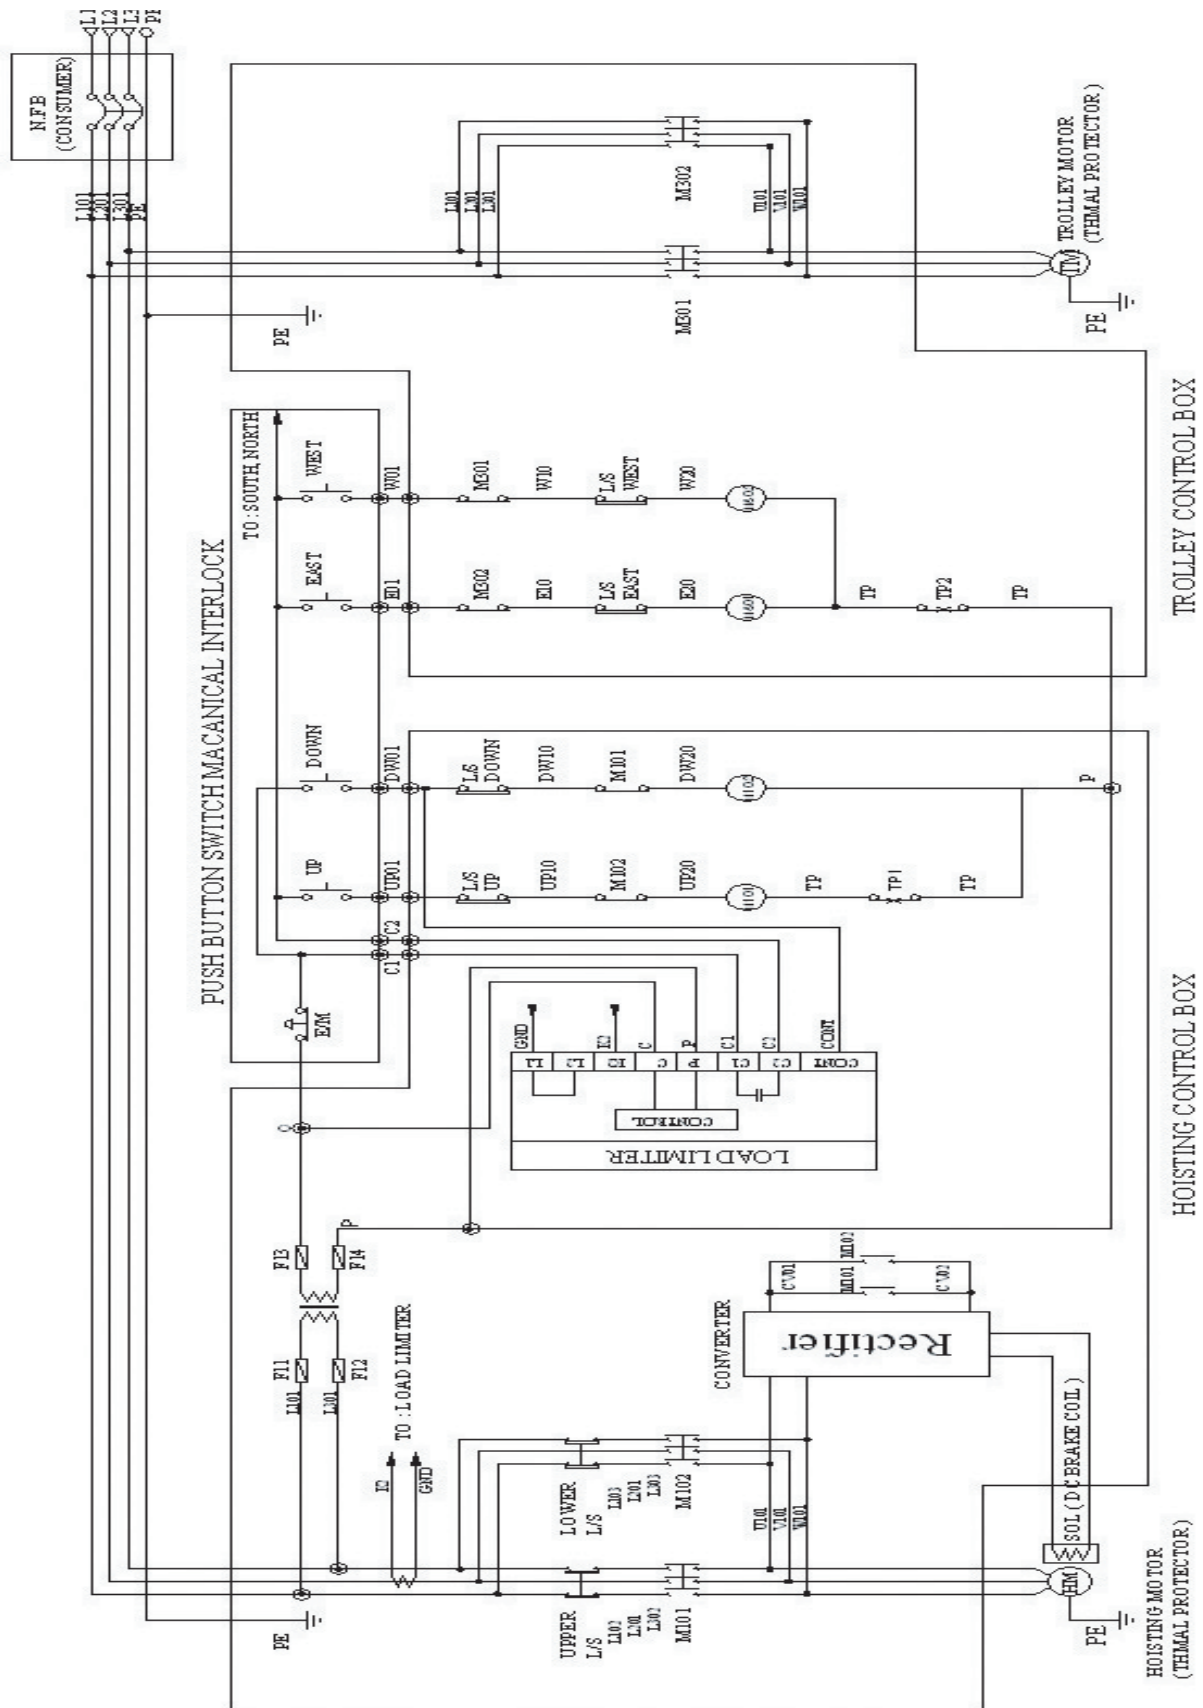 L1
L2
L3
PE
N.F.B
(CONSUMER)
L101
L201
L301
PE
L101
L201
L301
M302
U101
V101
W101
M301
TROLLEY MOTOR
(THMAL PROTECTOR)
TM
PE
PE
TROLLEY CONTROL BOX
PUSH BUTTON SWITCH MACANICAL INTERLOCK
TO : SOUTH, NORTH
WEST
W01
M301
W10
L/S
WEST
W20
EAST
E01
M302
E10
L/S
EAST
E20
TP
TP2
TP
DOWN
DW01
L/S
DOWN
DW10
M101
DW20
P
UP
UP01
L/S
UP
UP10
M102
UP20
TP
TP1
TP
C2
C1
E/M
GND
K2
C
P
C1
C2
CONT
L1
L2
K2
C
P
C1
C2
CONT
CONTROL
LOAD LIMITER
HOISTING CONTROL BOX
F13
P
F14
F11
L101
F12
L301
TO : LOAD LIMITER
K2
GND
CONVERTER
Rectifier
CV01
M101
M102
CV02
LOWER
L/S
L103
L201
L303
M102
U101
V101
W101
SOL ( DC BRAKE COIL )
UPPER
L/S
L102
L201
L302
M101
PE
HM
PE
HOISTING MOTOR
(THMAL PROTECTOR)